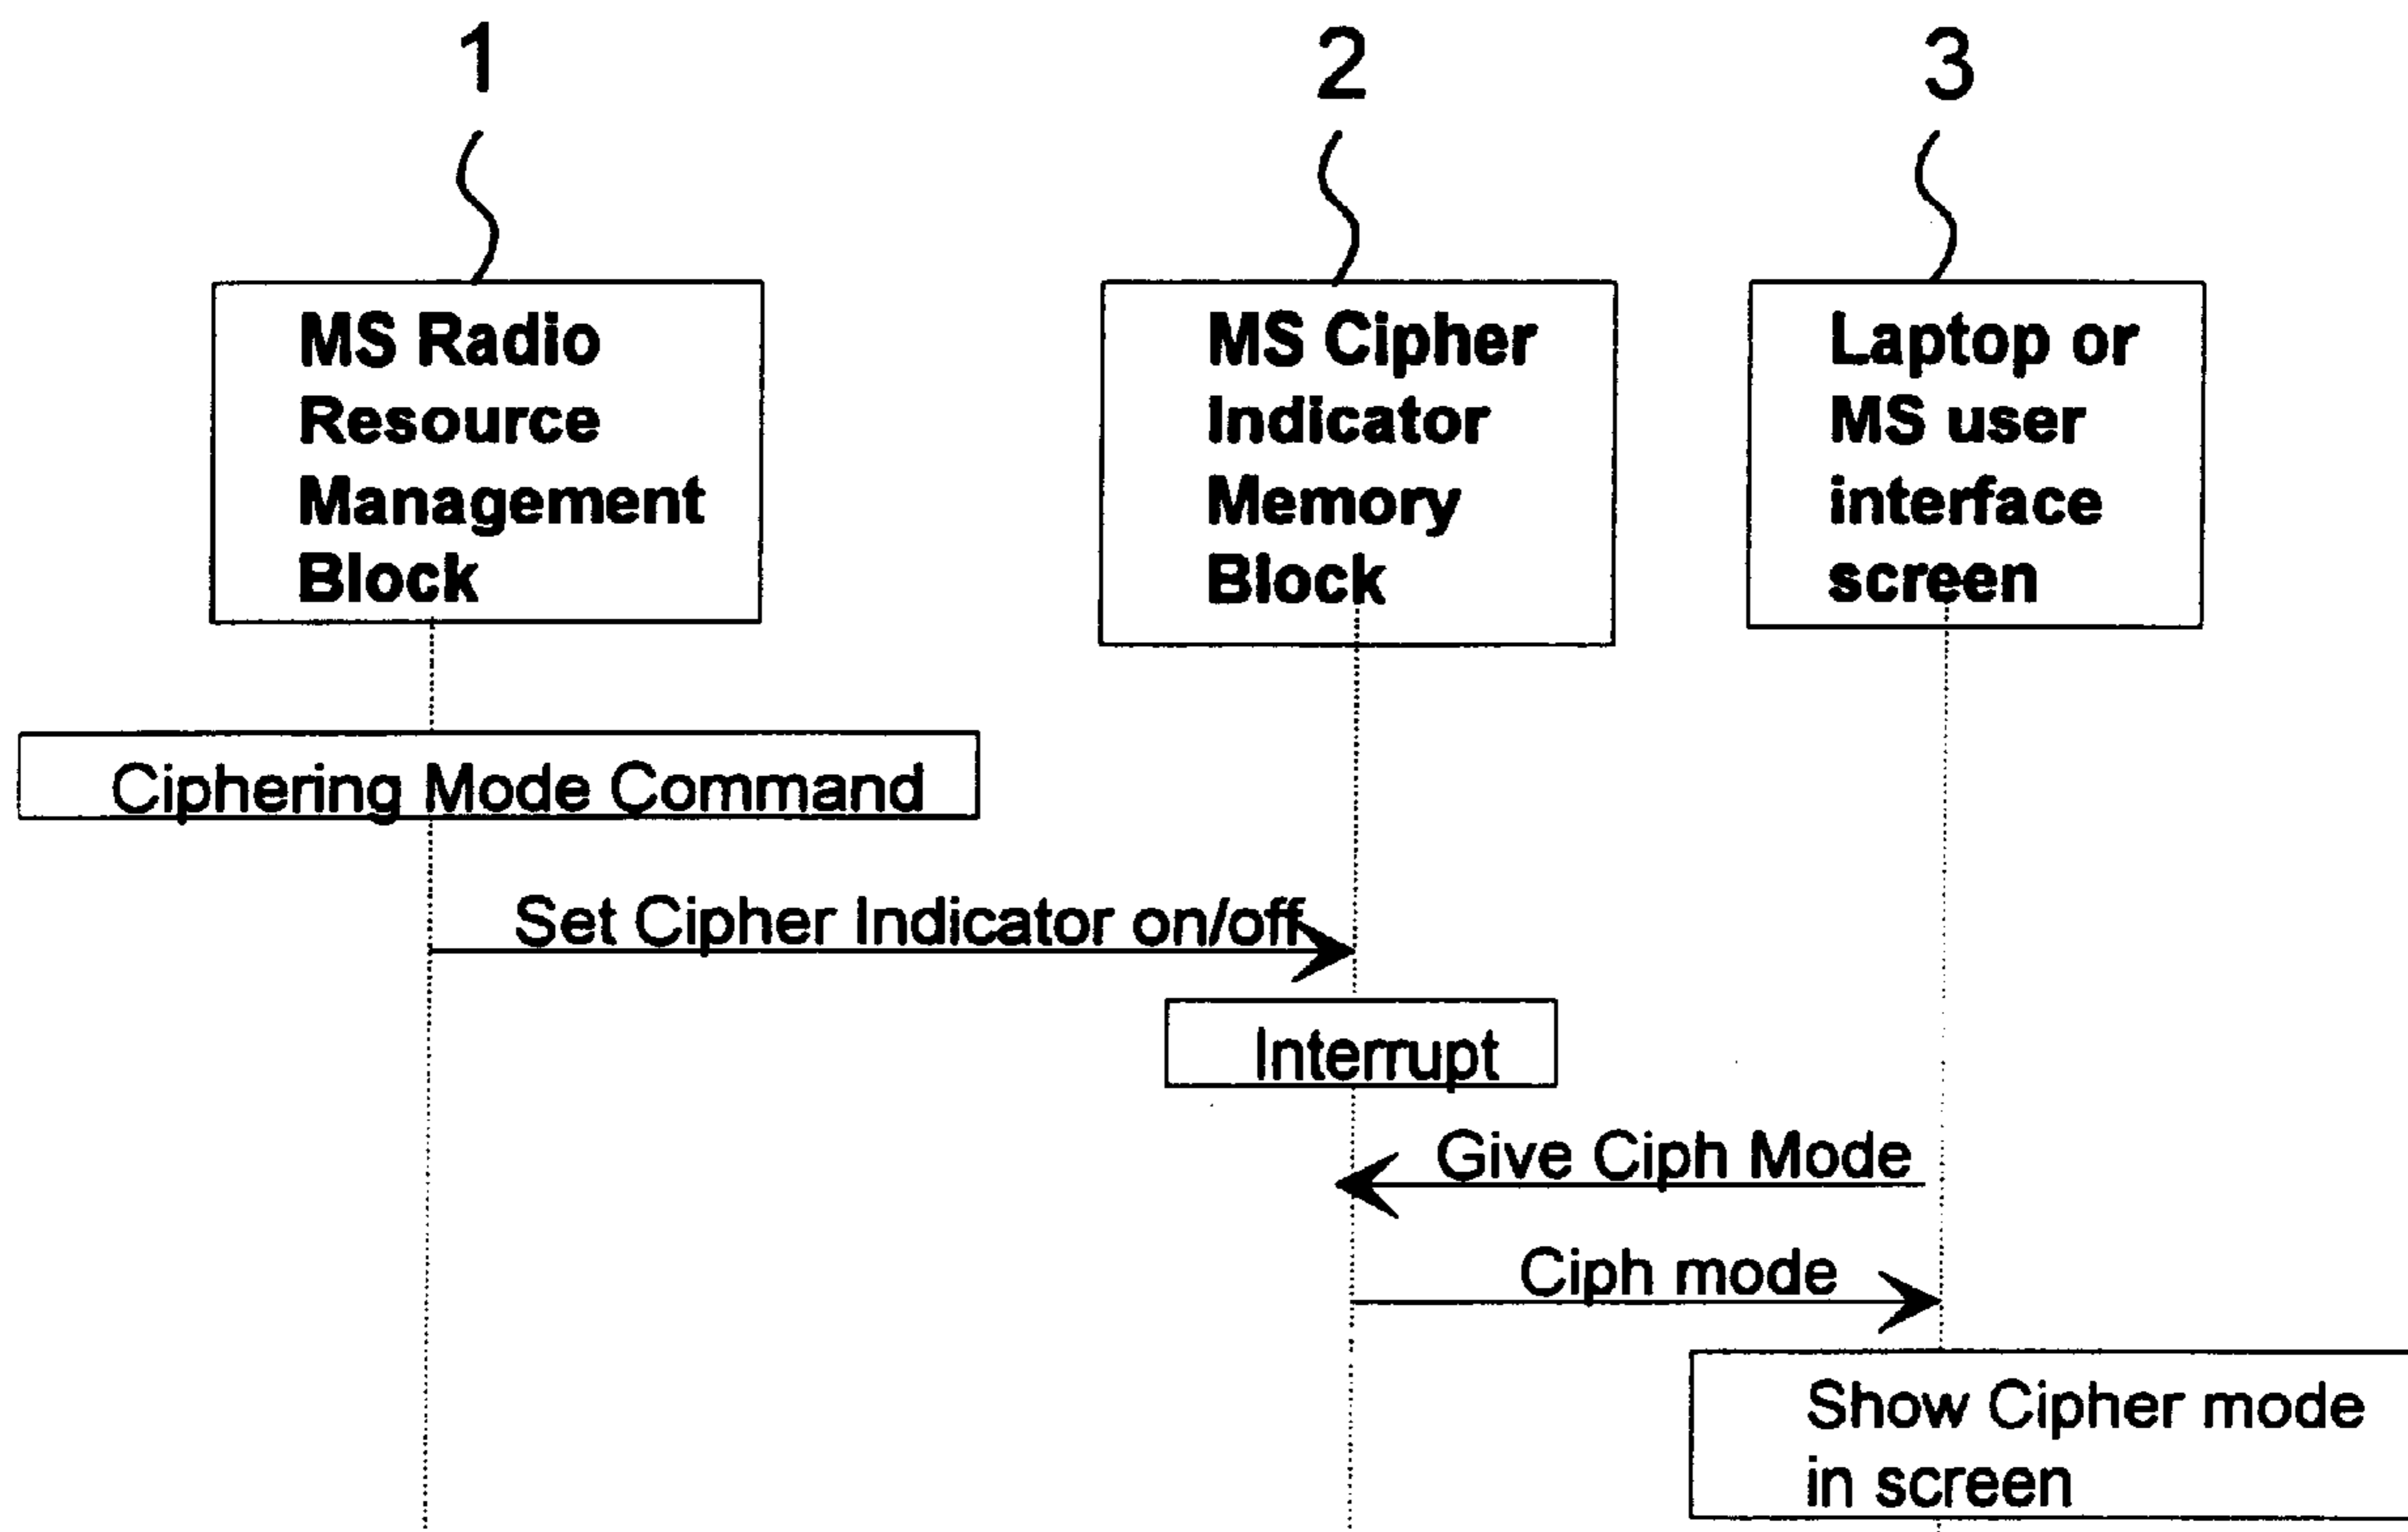 1
2
3
MS Radio
Resource
Management
Block
MS Cipher
Indicator
Memory
Block
Laptop or
MS user
interface
screen
Ciphering Mode Command
Set Cipher Indicator on/off
Interrupt
Give Ciph Mode
Ciph mode
Show Cipher mode
in screen